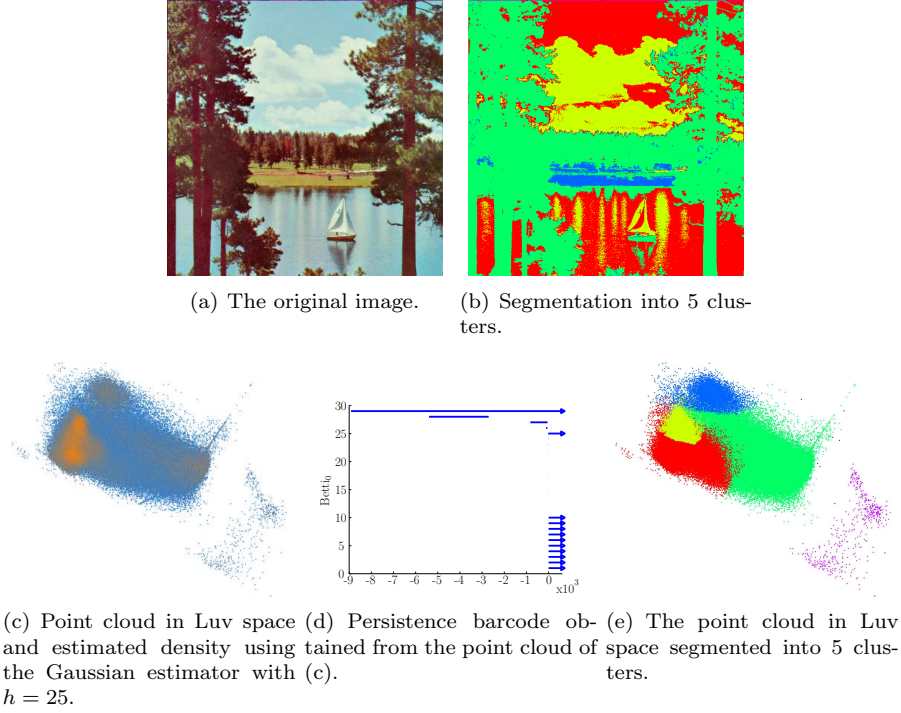 (a) The original image.
(b) Segmentation into 5 clus-
ters.
30
25
20
15
10
5
0
Betti0
-9 -8 -7 -6 -5 -4 -3 -2 -1 0
x10^3
(c) Point cloud in Luv space
and estimated density using
the Gaussian estimator with
h = 25.
(d) Persistence barcode ob-
tained from the point cloud of
(c).
(e) The point cloud in Luv
space segmented into 5 clus-
ters.